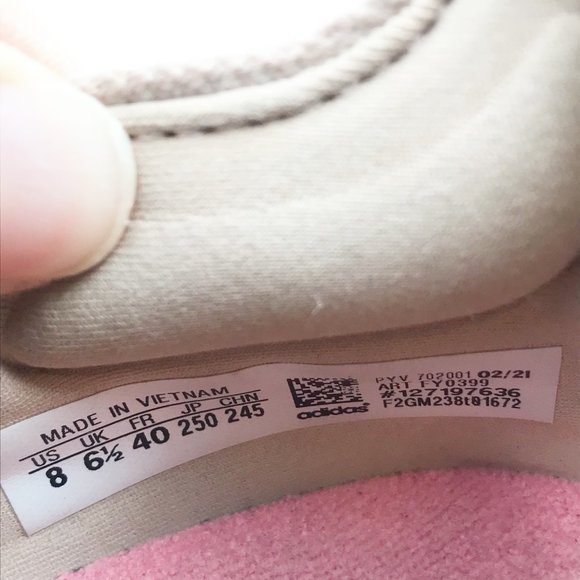 MADE IN VIETNAM
US UK FR JP CHN
8 6½ 40 250 245
adidas
PYV 702001 02/21
ART FY0399
#127197636
F2GM238t01672